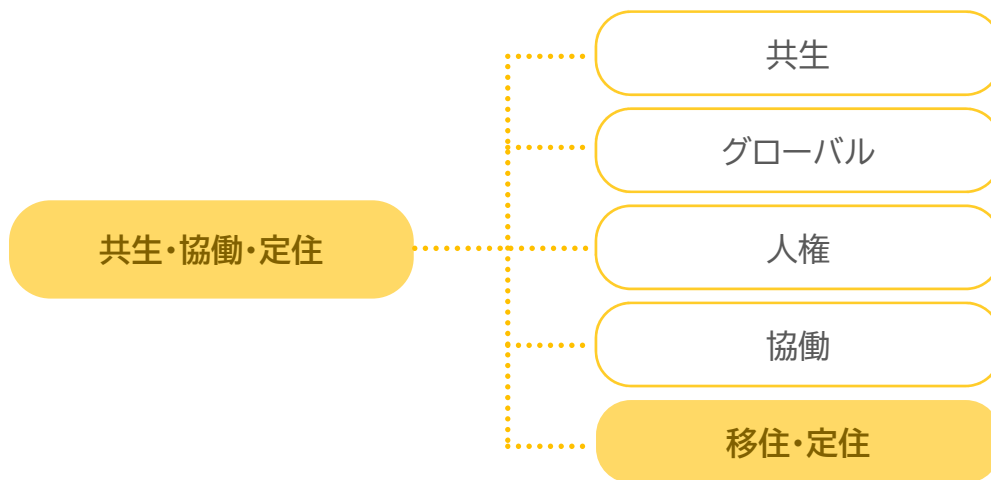 共生・協働・定住
共生
グローバル
人権
協働
移住・定住